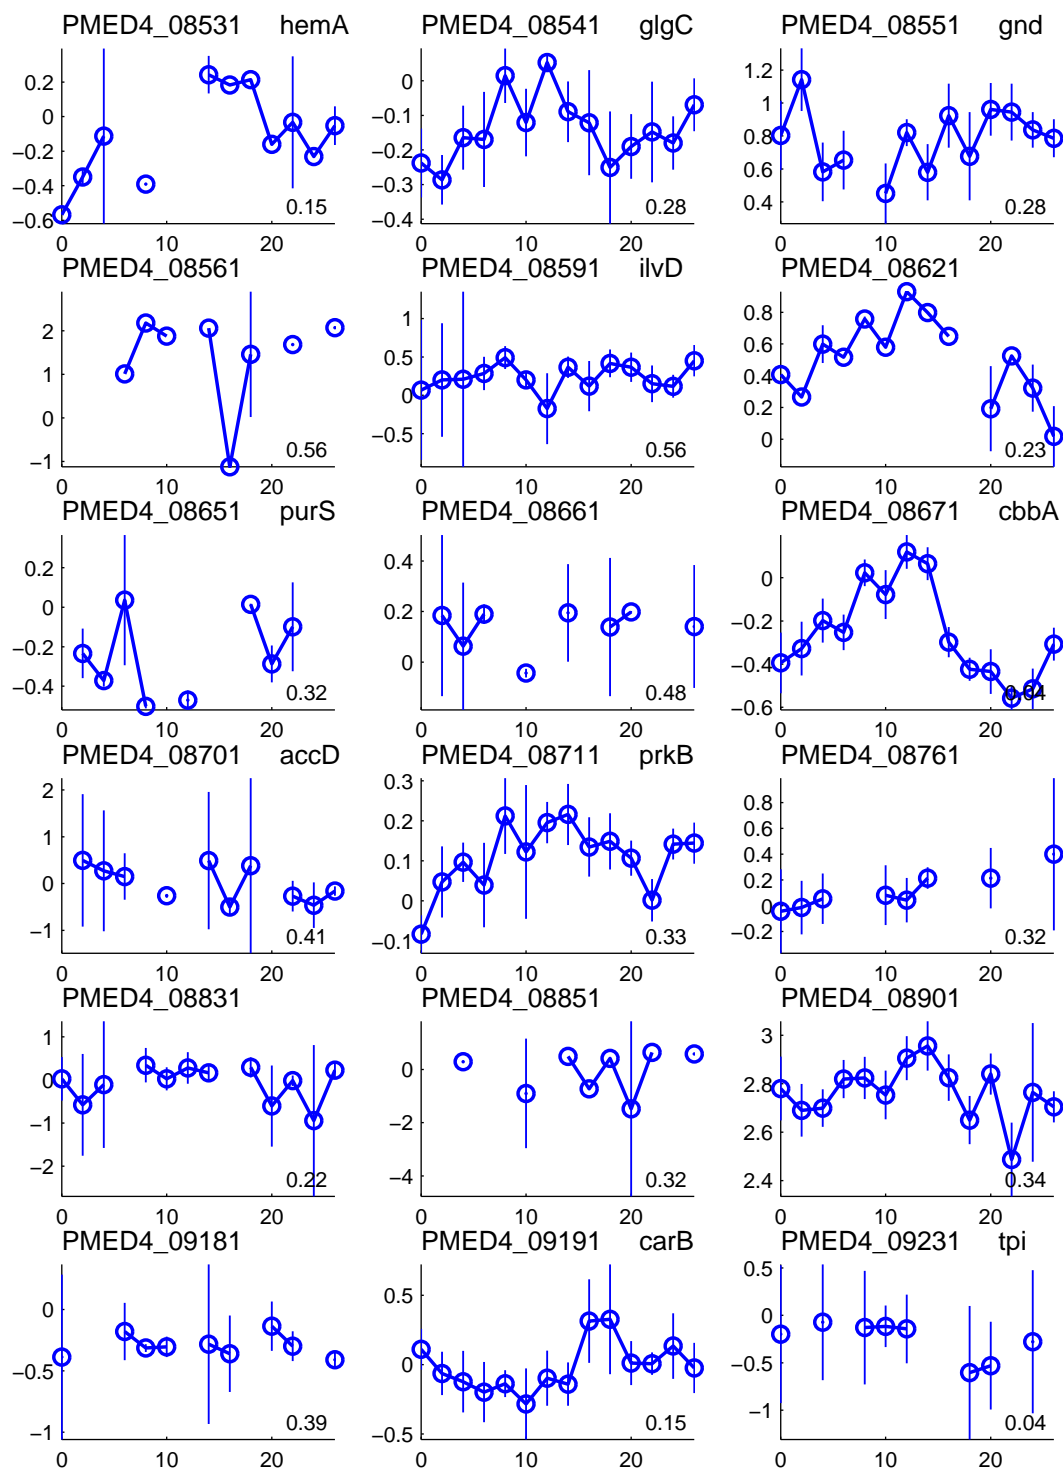 PMED4_08531 hemA PMED4_08541 glgC PMED4_08551 gnd
0.2 0 −0.2 −0.4 −0.6 0 10 20 0.15
0 −0.1 −0.2 −0.3 −0.4 0 10 20 0.28
1.2 1 0.8 0.6 0.4 0 20 0.28
PMED4_08561 PMED4_08591 ilvD PMED4_08621
2 1 0 −1 0 10 20 0.56
1 0.5 0 −0.5 0 20 0.56
0.8 0.6 0.4 0.2 0 0 20 0.23
PMED4_08651 purS PMED4_08661 PMED4_08671 cbbA
0.2 0 −0.2 −0.4 0 10 20 0.32
0.4 0.2 0 0 20 0.48
0 −0.2 −0.4 −0.6 0 20 0.04
PMED4_08701 accD PMED4_08711 prkB PMED4_08761
2 1 0 −1 0 10 20 0.41
0.3 0.2 0.1 0 −0.1 0 20 0.33
0.8 0.6 0.4 0.2 0 −0.2 0 20 0.32
PMED4_08831 PMED4_08851 PMED4_08901
1 0 −1 −2 0 10 20 0.22
0 −2 −4 0 20 0.32
3 2.8 2.6 2.4 0 20 0.34
PMED4_09181 PMED4_09191 carB PMED4_09231 tpi
0 −0.5 −1 0 10 20 0.39
0.5 0 −0.5 0 10 20 0.15
0.5 0 −0.5 −1 0 10 20 0.04